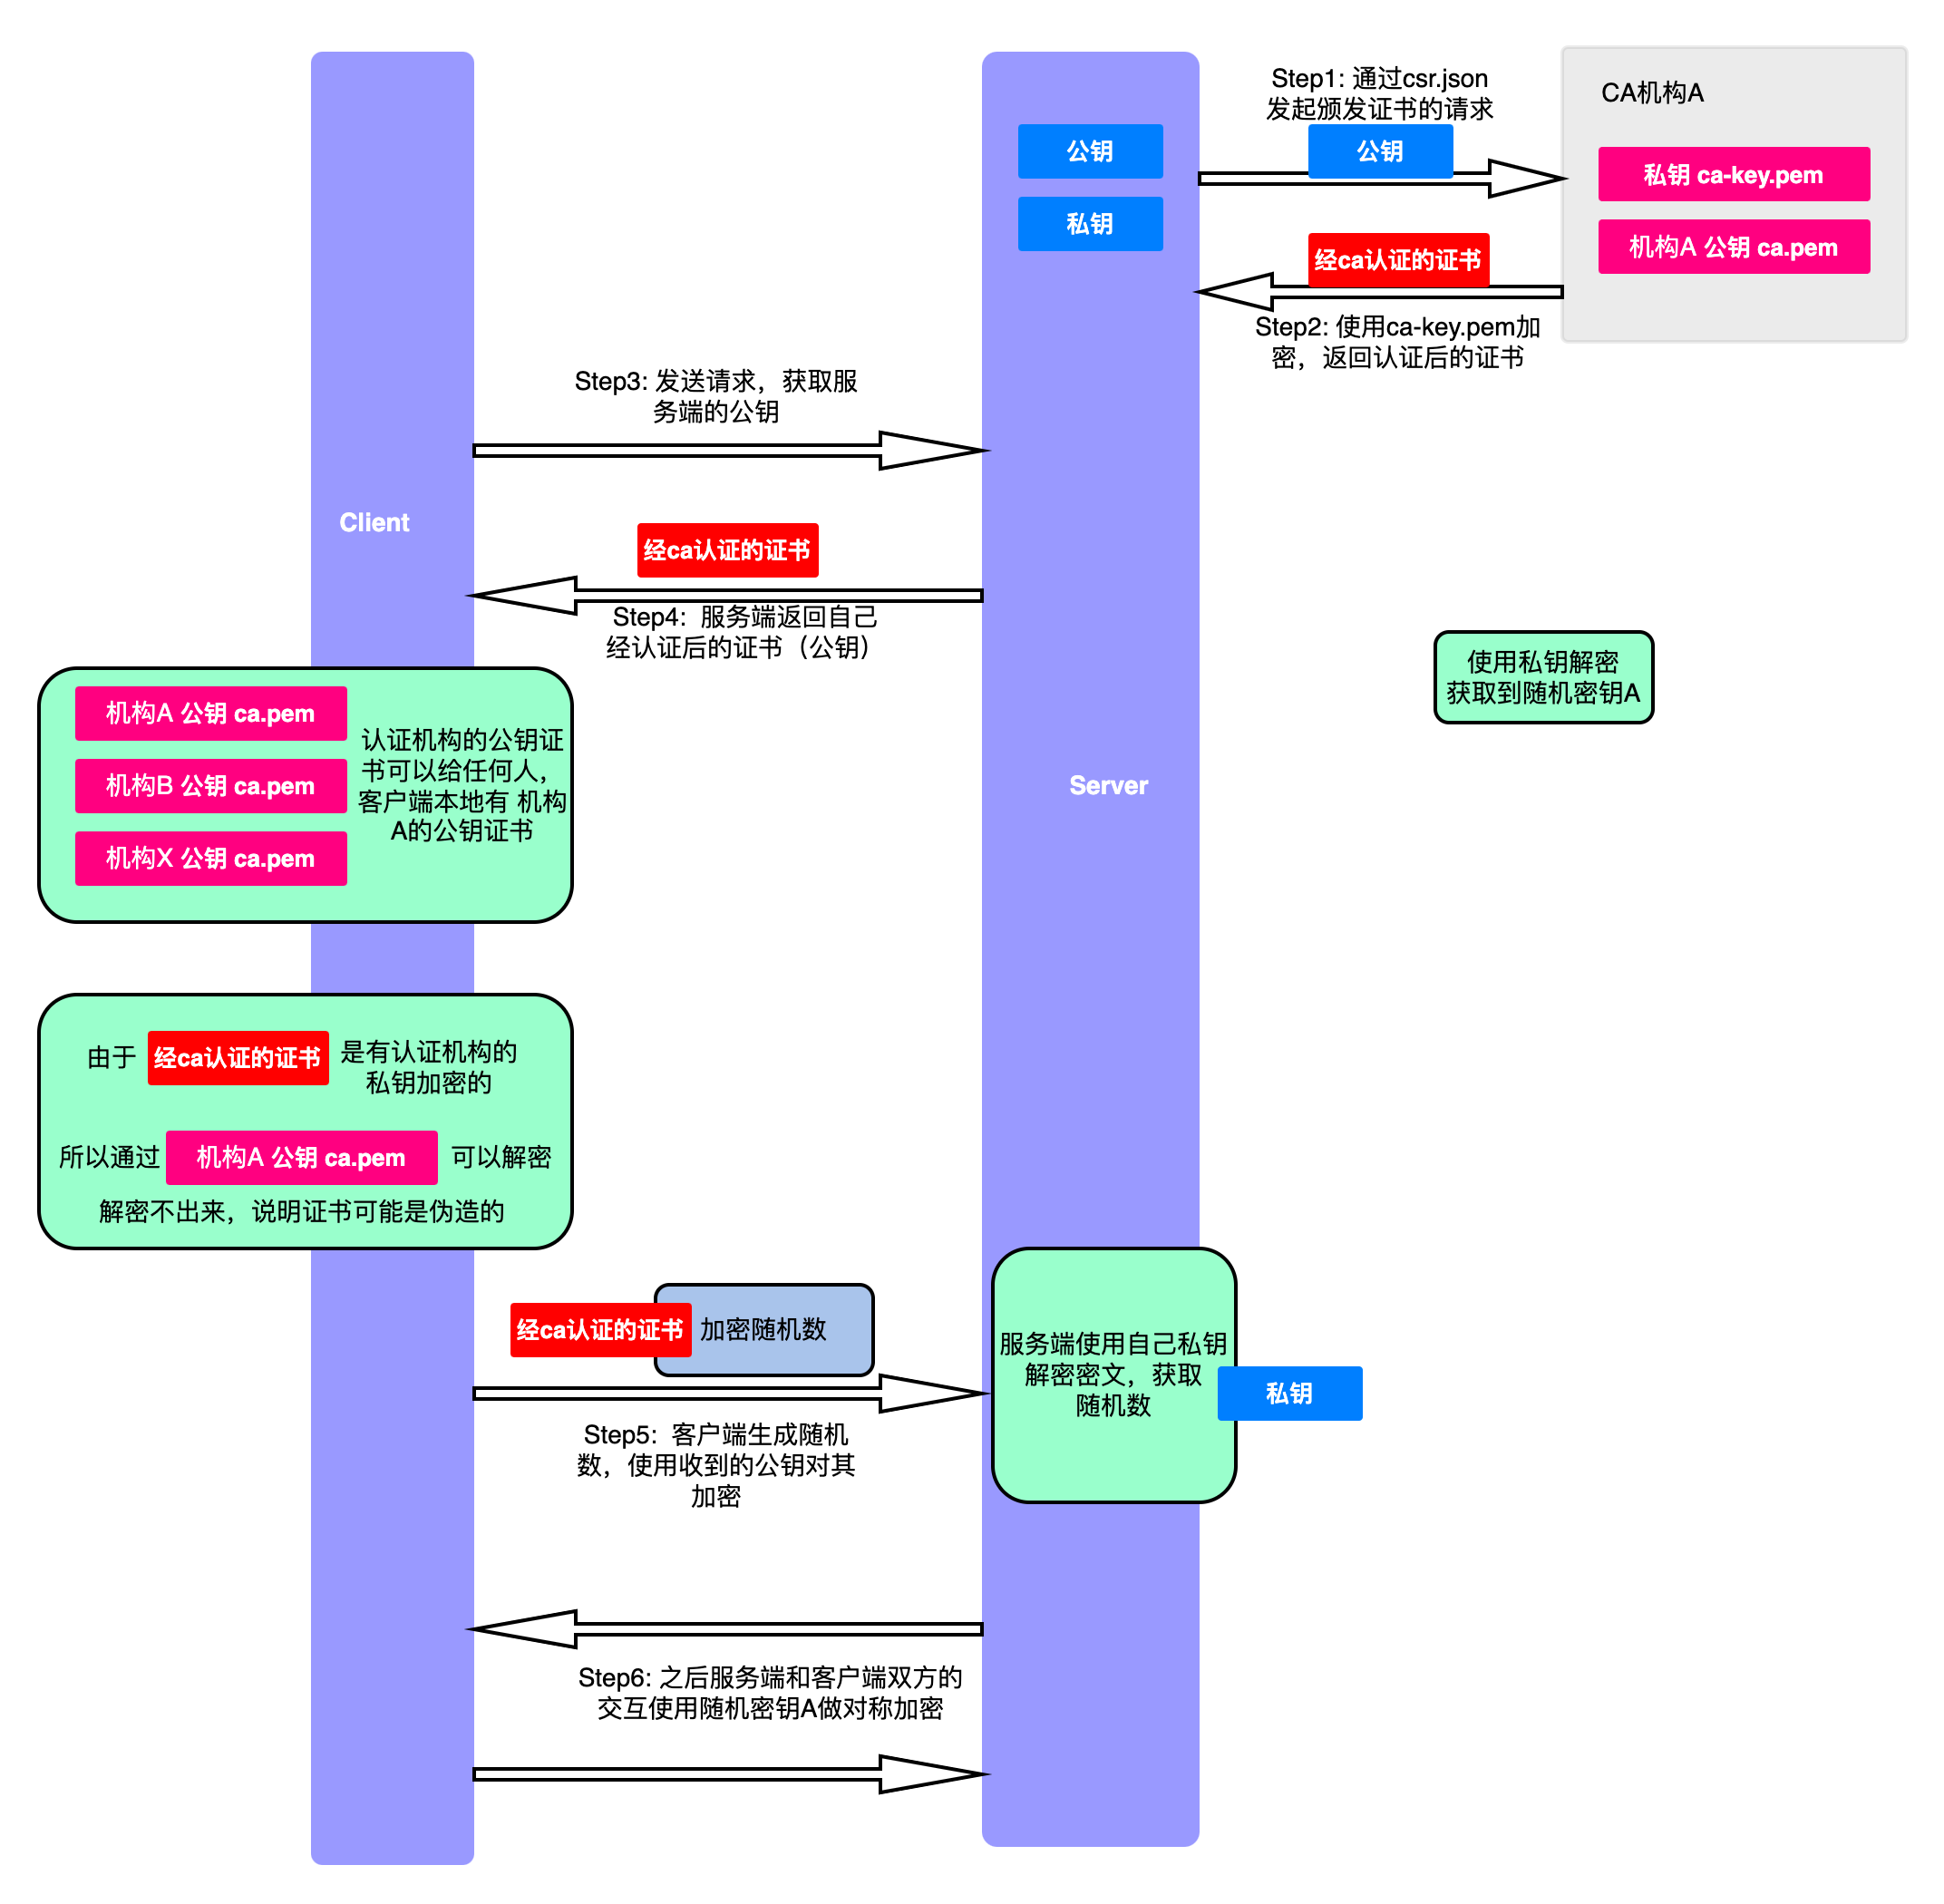 Step1: 通过csr.json
发起颁发证书的请求
CA机构A
公钥
公钥
私钥 ca-key.pem
私钥
机构A 公钥 ca.pem
经ca认证的证书
Step2: 使用ca-key.pem加
密，返回认证后的证书
Step3: 发送请求，获取服
务端的公钥
Client
经ca认证的证书
Step4: 服务端返回自己
经认证后的证书（公钥）
使用私钥解密
获取到随机密钥A
机构A 公钥 ca.pem
机构B 公钥 ca.pem
机构X 公钥 ca.pem
认证机构的公钥证
书可以给任何人，
客户端本地有 机构
A的公钥证书
Server
由于
经ca认证的证书
是有认证机构的
私钥加密的
所以通过
机构A 公钥 ca.pem
可以解密
解密不出来，说明证书可能是伪造的
经ca认证的证书
加密随机数
服务端使用自己私钥
解密密文，获取
随机数
私钥
Step5: 客户端生成随机
数，使用收到的公钥对其
加密
Step6: 之后服务端和客户端双方的
交互使用随机密钥A做对称加密